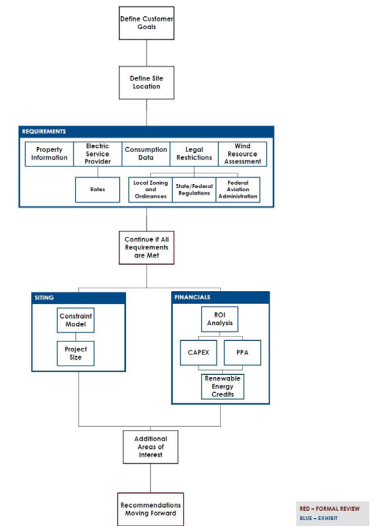 Define Customer
Goals
Define Site
Location
REQUIREMENTS
Property
Information
Electric
Service
Provider
Consumption
Data
Legal
Restrictions
Wind
Resource
Assessment
Rates
Local Zoning
and
Ordinances
State/Federal
Regulations
Federal
Aviation
Administration
Continue if All
Requirements
are Met
SITING
Constraint
Model
Project
Size
FINANCIALS
ROI
Analysis
CAPEX
PPA
Renewable
Energy
Credits
Additional
Areas of
Interest
Recommendations
Moving Forward
RED – FORMAL REVIEW
BLUE – EXHIBIT